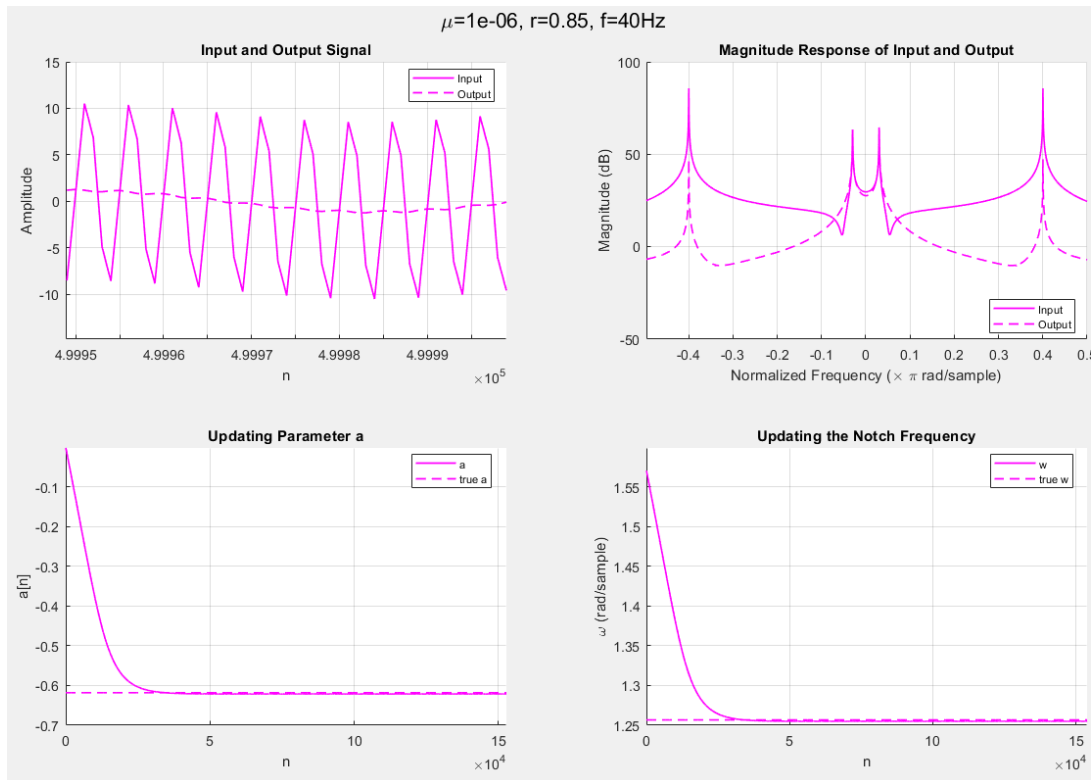 μ=1e-06, r=0.85, f=40Hz
Input and Output Signal
15
10
5
0
-5
-10
Amplitude
4.9995
4.9996
4.9997
4.9998
4.9999
n
×10^5
Input
Output
Magnitude Response of Input and Output
100
50
0
-50
Magnitude (dB)
-0.4
-0.3
-0.2
-0.1
0
0.1
0.2
0.3
0.4
0.5
Normalized Frequency (× π rad/sample)
Input
Output
Updating Parameter a
-0.1
-0.2
-0.3
-0.4
-0.5
-0.6
-0.7
a[n]
0
5
10
15
n
×10^4
a
true a
Updating the Notch Frequency
1.55
1.5
1.45
1.4
1.35
1.3
1.25
ω (rad/sample)
0
5
10
15
n
×10^4
w
true w